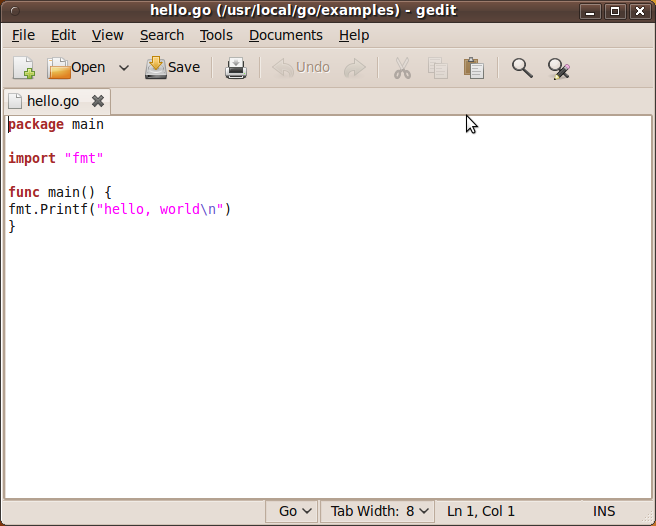 hello.go (/usr/local/go/examples) - gedit
File Edit View Search Tools Documents Help
Open Save Undo
hello.go
package main
import "fmt"
func main() {
fmt.Printf("hello, world\n")
}
Go Tab Width: 8 Ln 1, Col 1 INS